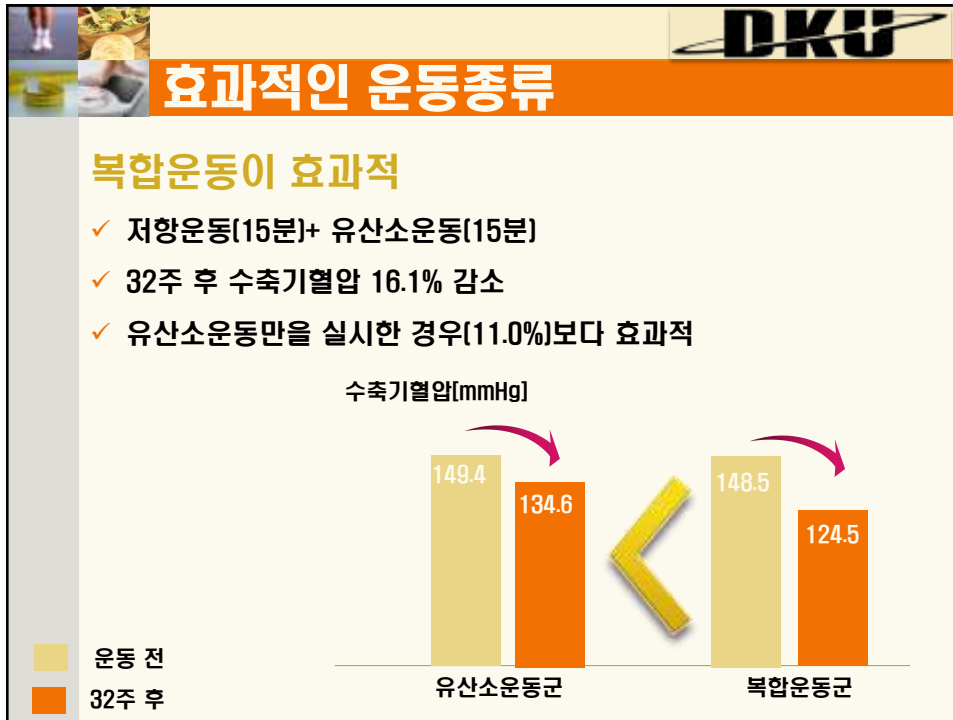 DKU
효과적인 운동종류
복합운동이 효과적
✓ 저항운동(15분)+ 유산소운동(15분)
✓ 32주 후 수축기혈압 16.1% 감소
✓ 유산소운동만을 실시한 경우(11.0%)보다 효과적
수축기혈압[mmHg]
149.4
134.6
148.5
124.5
유산소운동군
복합운동군
운동 전
32주 후